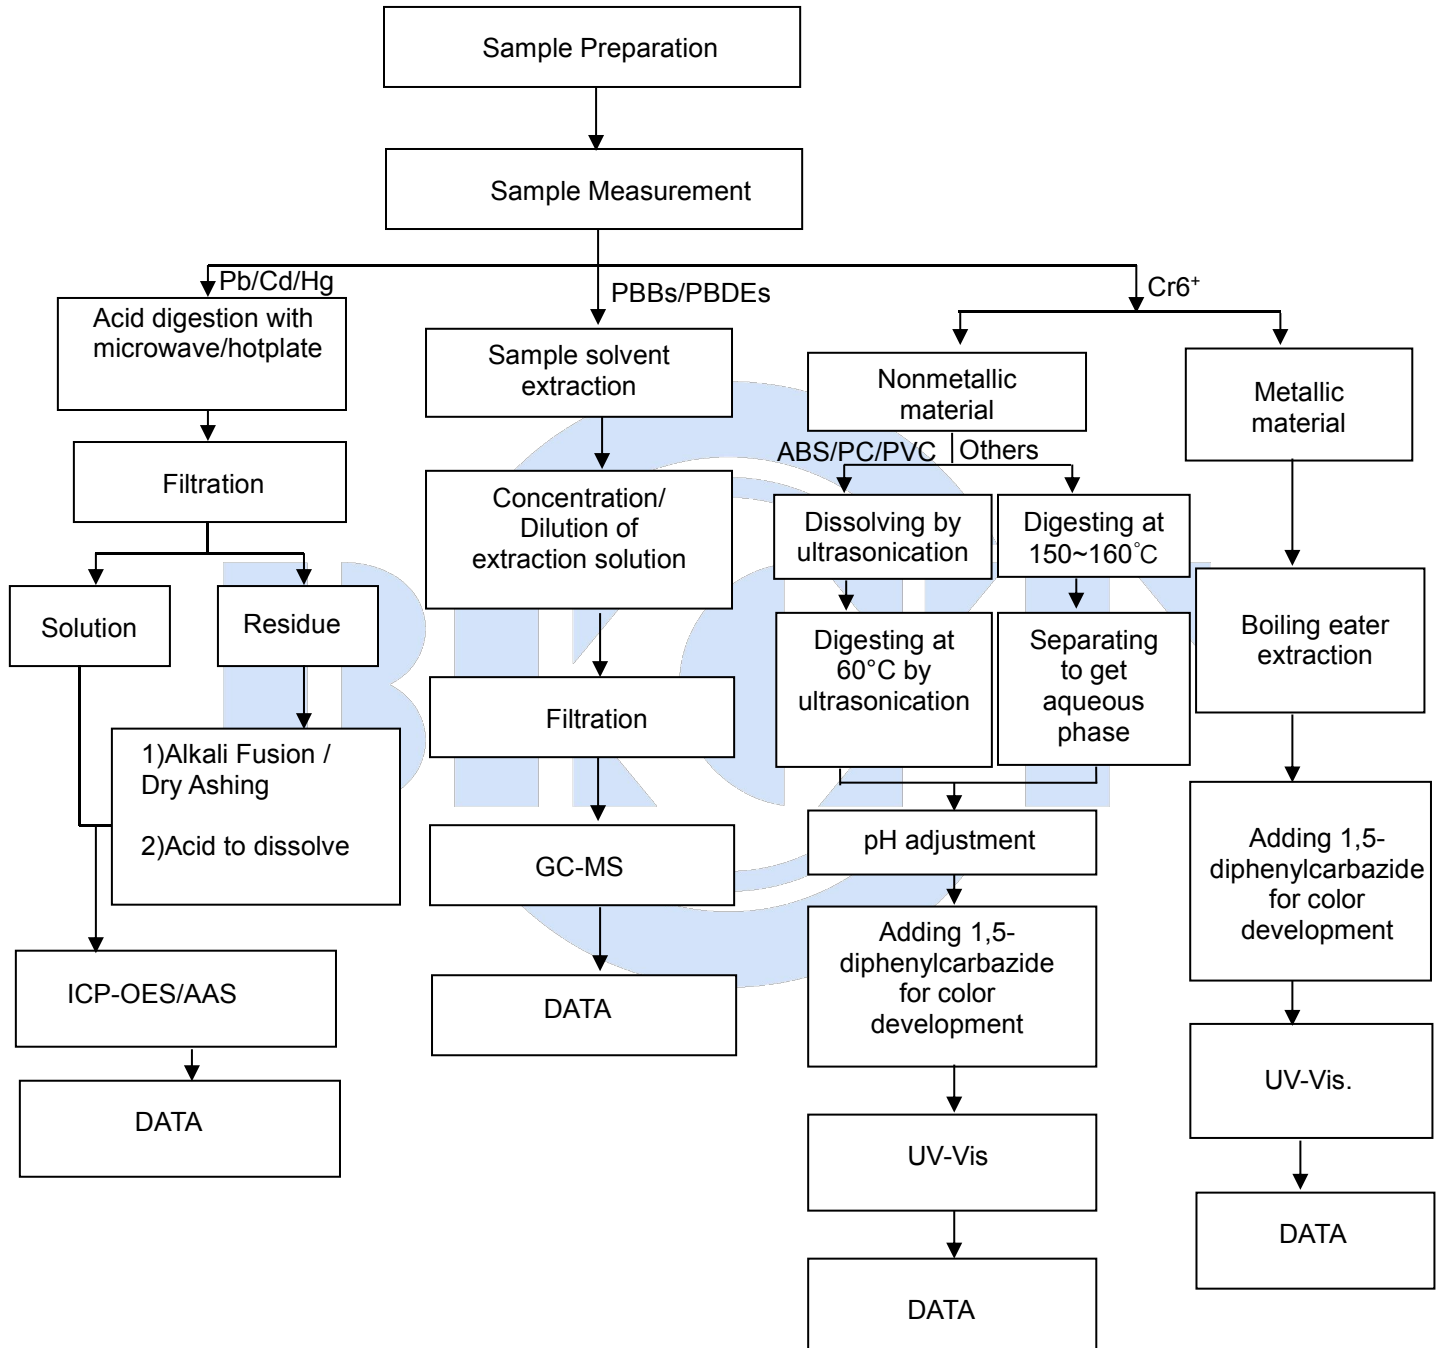 Sample Preparation
Sample Measurement
Pb/Cd/Hg
PBBs/PBDEs
Cr6+
Acid digestion with
microwave/hotplate
Filtration
Solution
Residue
1)Alkali Fusion /
Dry Ashing
2)Acid to dissolve
ICP-OES/AAS
DATA
Sample solvent
extraction
Concentration/
Dilution of
extraction solution
Filtration
GC-MS
DATA
Nonmetallic
material
ABS/PC/PVC
Others
Dissolving by
ultrasonication
Digesting at
60°C by
ultrasonication
Digesting at
150~160℃
Separating
to get
aqueous
phase
pH adjustment
Adding 1,5-
diphenylcarbazide
for color
development
UV-Vis
DATA
Metallic
material
Boiling eater
extraction
Adding 1,5-
diphenylcarbazide
for color
development
UV-Vis.
DATA